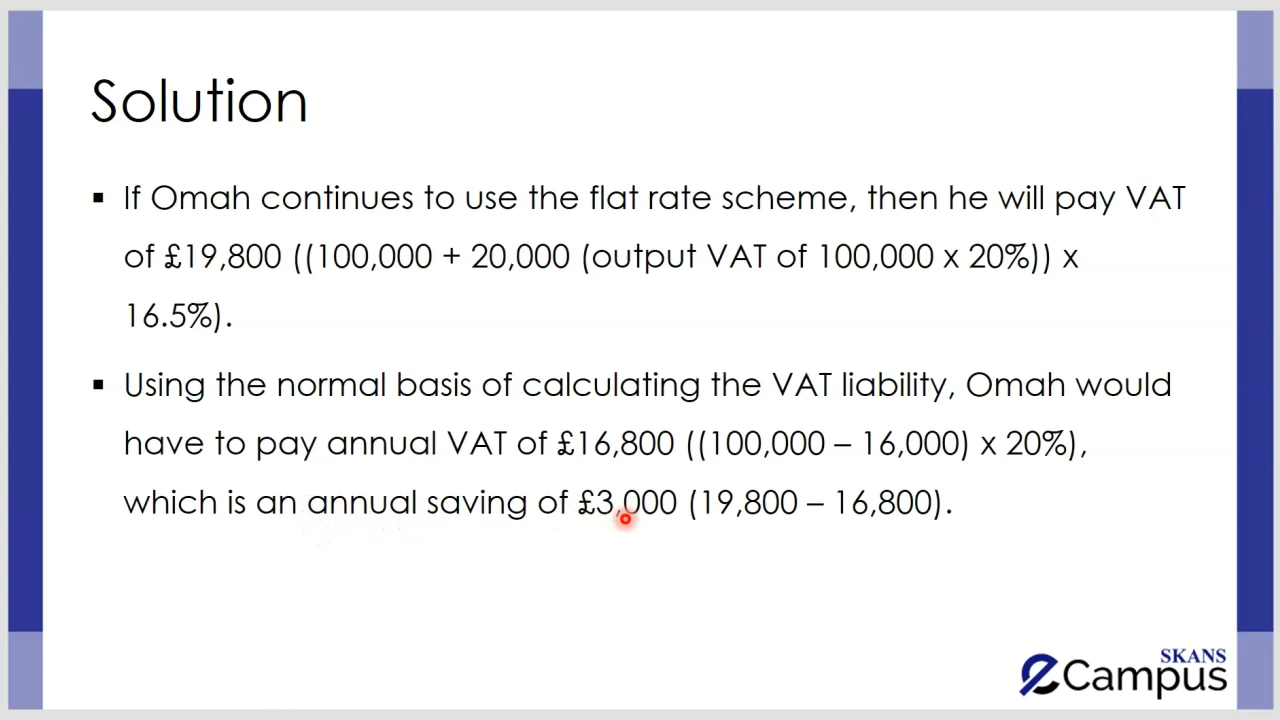 Solution
▪ If Omah continues to use the flat rate scheme, then he will pay VAT
of £19,800 ((100,000 + 20,000 (output VAT of 100,000 x 20%)) x
16.5%).
▪ Using the normal basis of calculating the VAT liability, Omah would
have to pay annual VAT of £16,800 ((100,000 – 16,000) x 20%),
which is an annual saving of £3,000 (19,800 – 16,800).
SKANS
eCampus